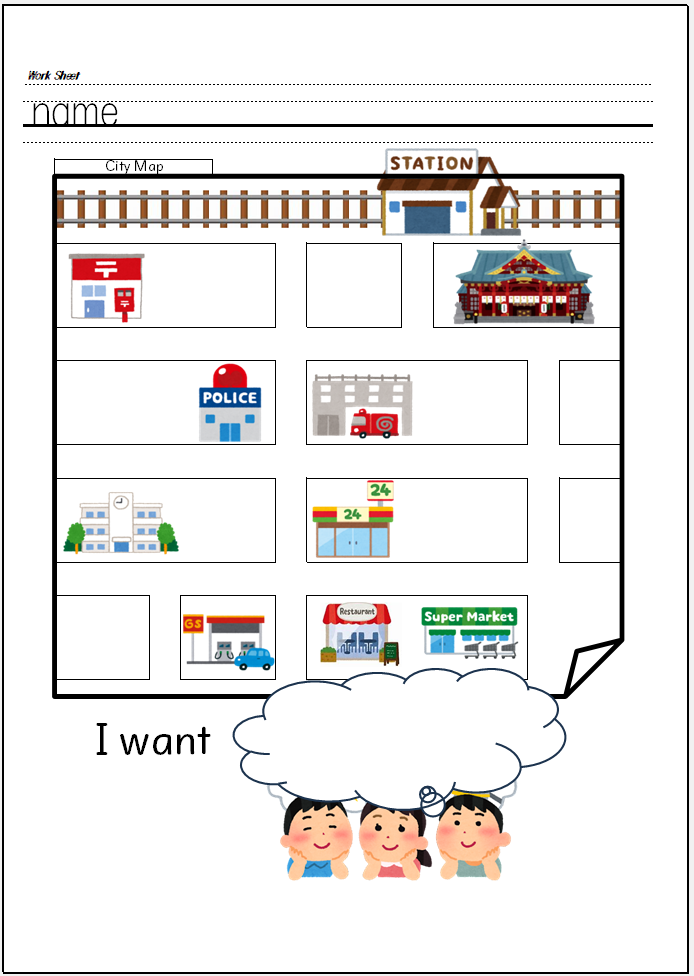 Work Sheet
name
City Map
STATION
〒
POLICE
24
24
GS
Restaurant
Super Market
I want